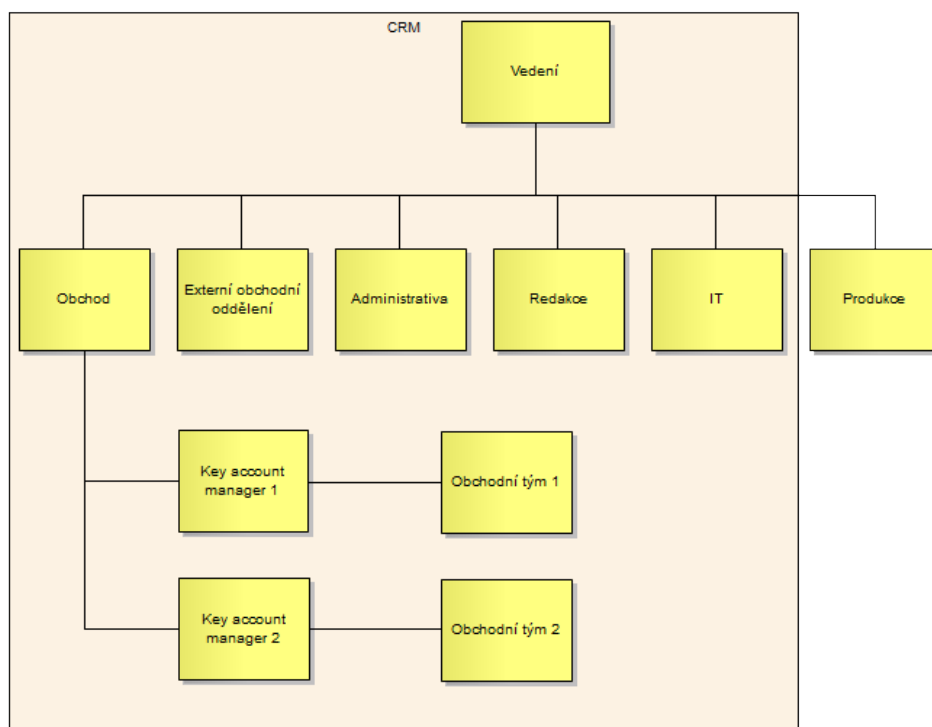 CRM
Vedení
Obchod
Externí obchodní
oddělení
Administrativa
Redakce
IT
Produkce
Key account
manager 1
Obchodní tým 1
Key account
manager 2
Obchodní tým 2